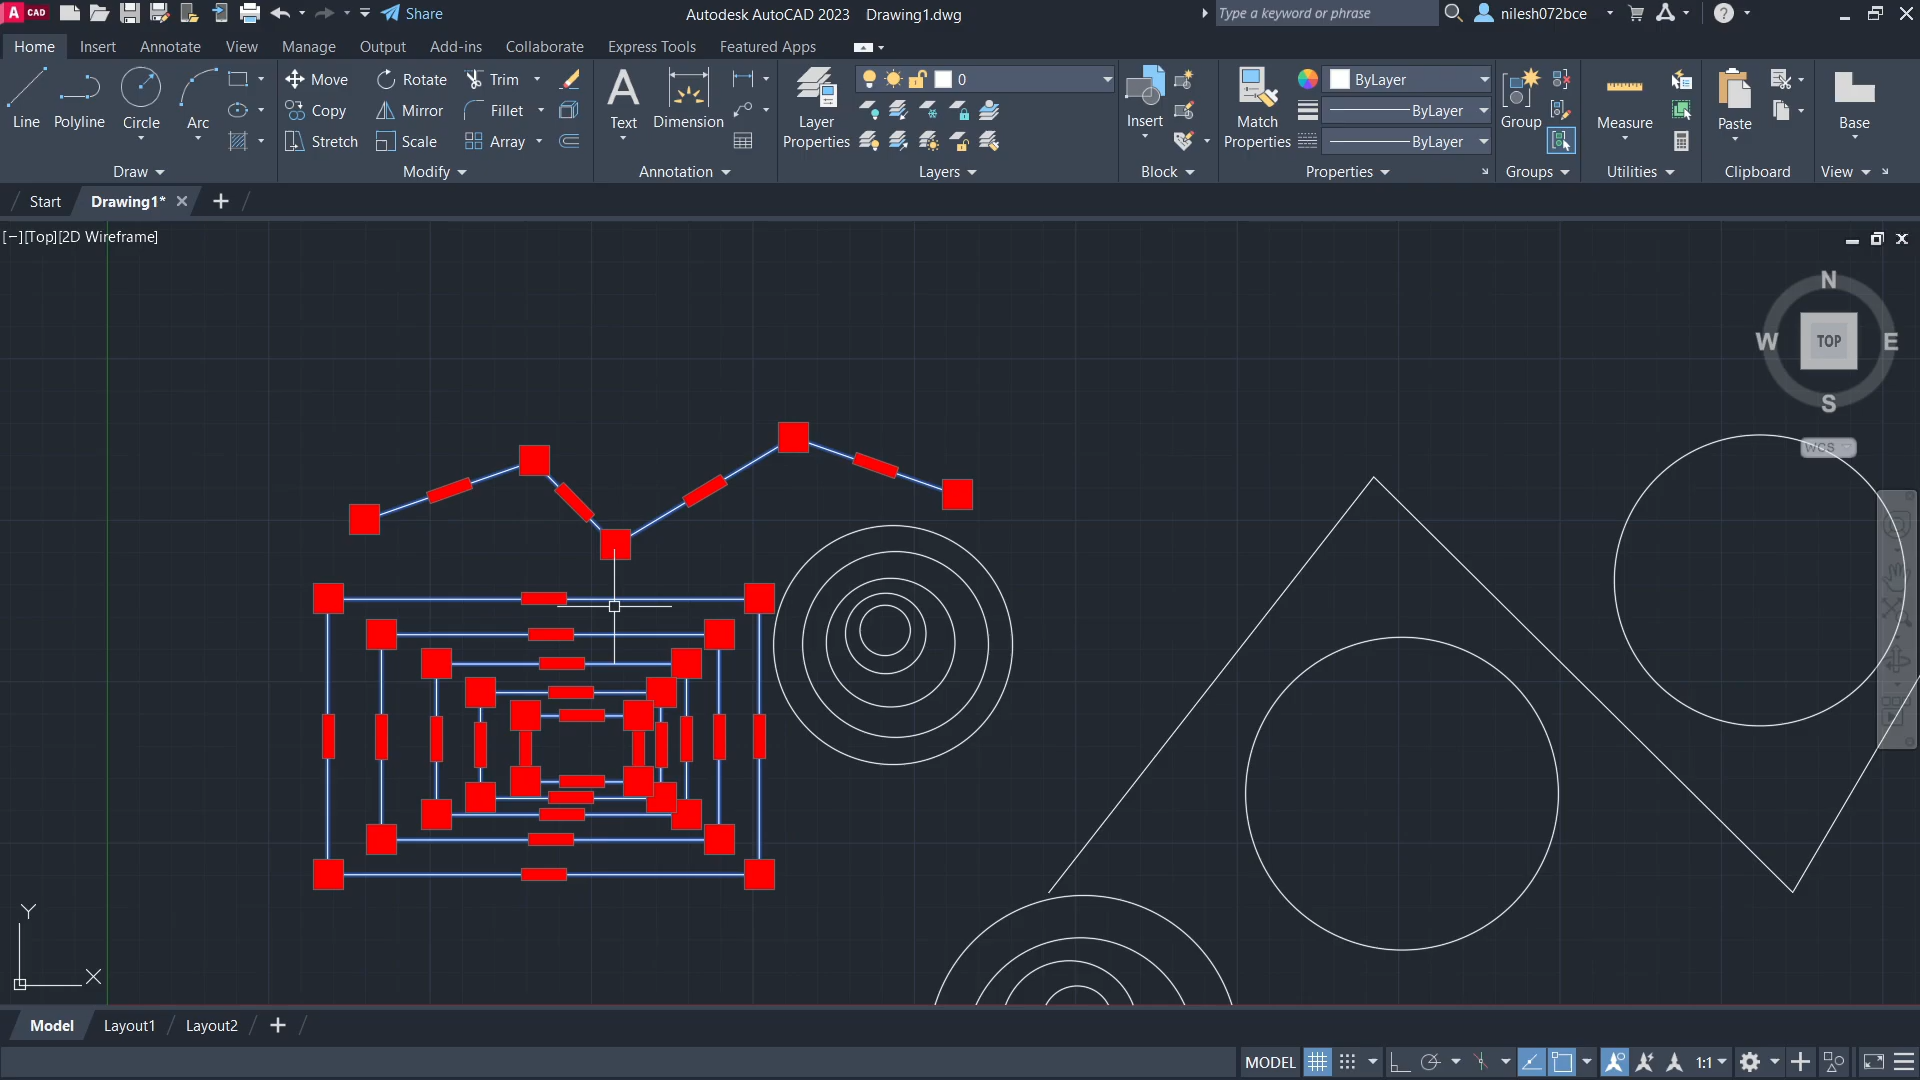 A CAD
Share
Autodesk AutoCAD 2023 Drawing1.dwg
Type a keyword or phrase
nilesh072bce
Home Insert Annotate View Manage Output Add-ins Collaborate Express Tools Featured Apps
Line Polyline Circle Arc
Move Rotate Trim
Copy Mirror Fillet
Stretch Scale Array
Text Dimension
Layer Properties
0
Insert
Match Properties
ByLayer
ByLayer
ByLayer
Group
Measure
Paste
Base
Draw Modify Annotation Layers Block Properties Groups Utilities Clipboard View
Start Drawing1*
[−][Top][2D Wireframe]
N
W TOP E
S
WCS
Y
X
Model Layout1 Layout2
MODEL 1:1